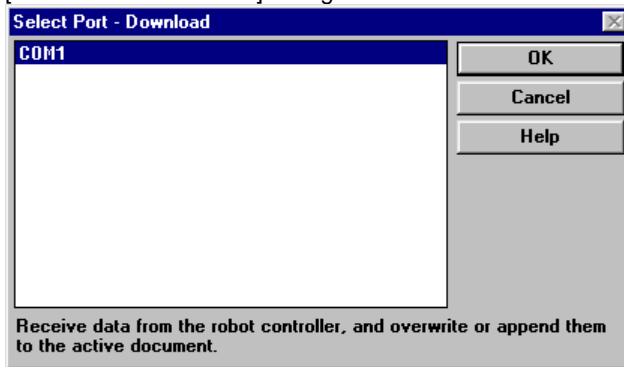 Select Port - Download
COM1
OK
Cancel
Help
Receive data from the robot controller, and overwrite or append them
to the active document.